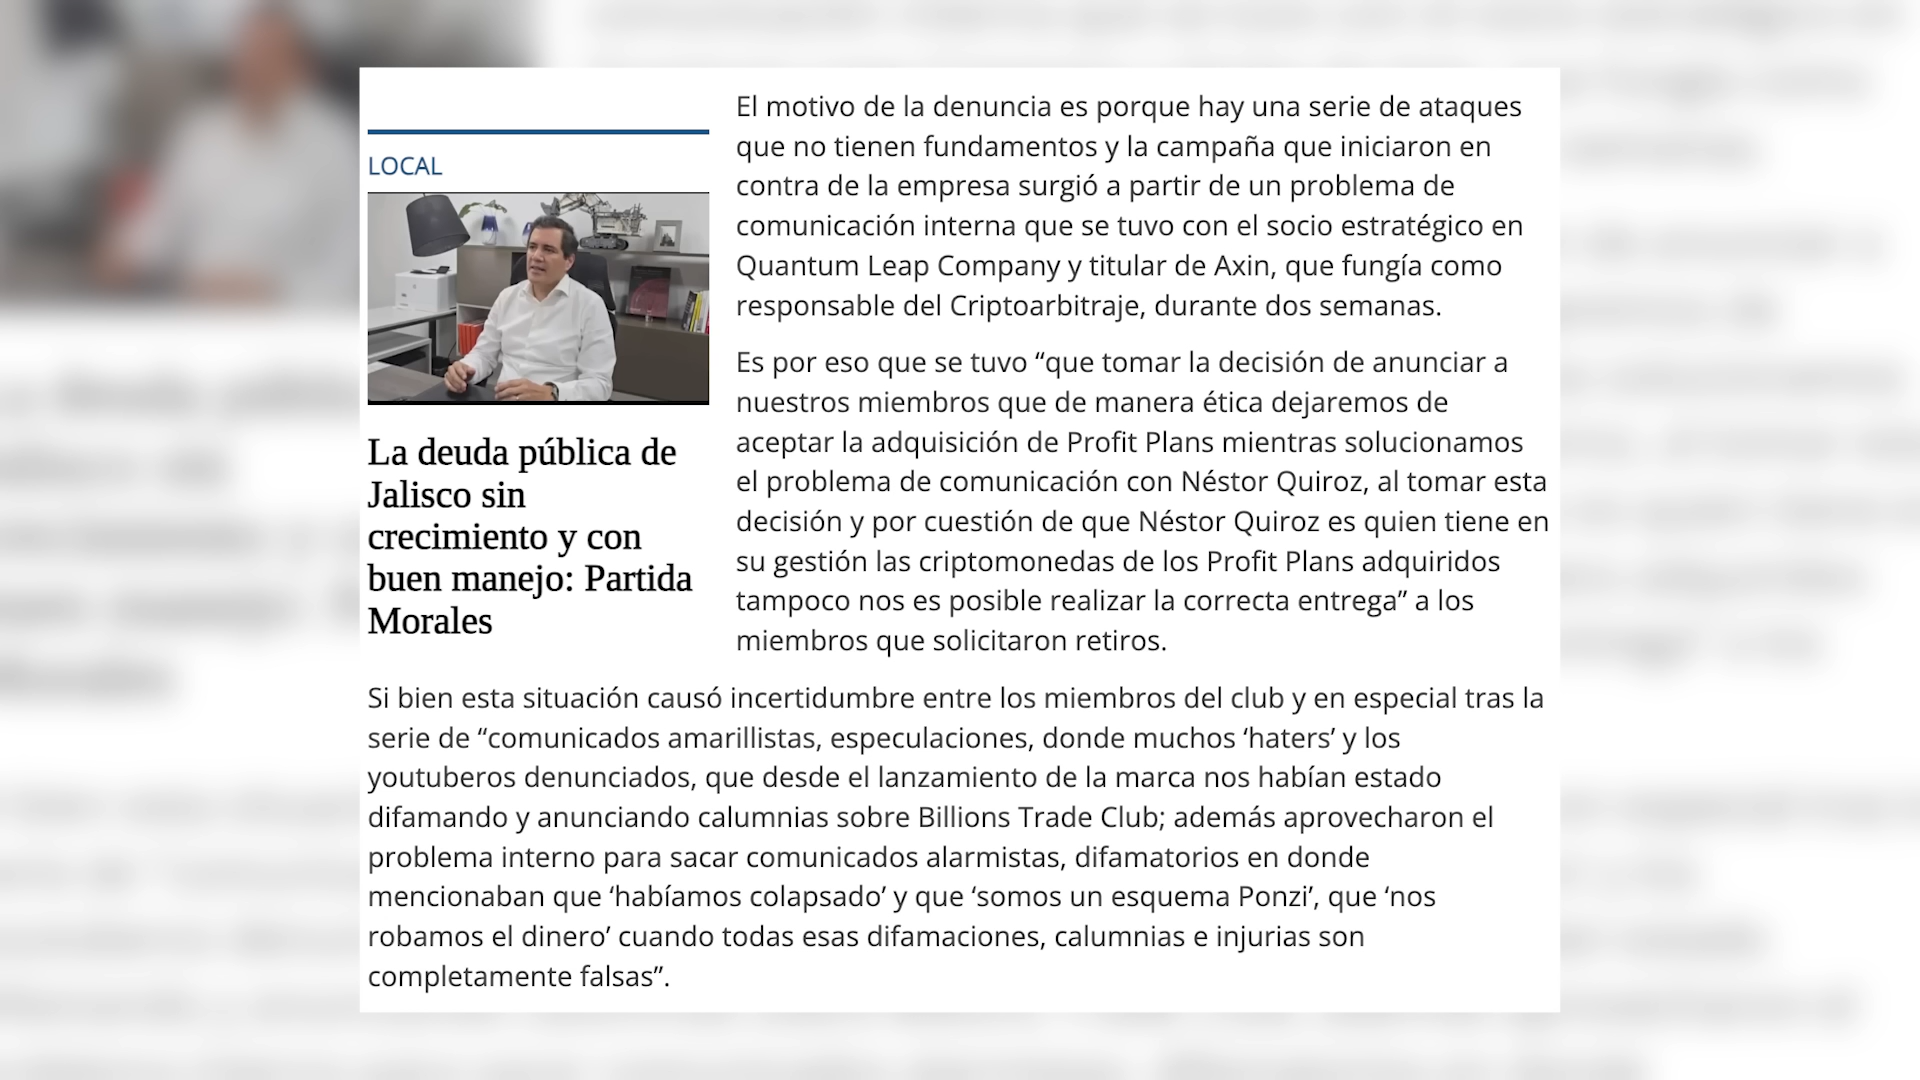 LOCAL
La deuda pública de
Jalisco sin
crecimiento y con
buen manejo: Partida
Morales
El motivo de la denuncia es porque hay una serie de ataques
que no tienen fundamentos y la campaña que iniciaron en
contra de la empresa surgió a partir de un problema de
comunicación interna que se tuvo con el socio estratégico en
Quantum Leap Company y titular de Axin, que fungía como
responsable del Criptoarbitraje, durante dos semanas.
Es por eso que se tuvo “que tomar la decisión de anunciar a
nuestros miembros que de manera ética dejaremos de
aceptar la adquisición de Profit Plans mientras solucionamos
el problema de comunicación con Néstor Quiroz, al tomar esta
decisión y por cuestión de que Néstor Quiroz es quien tiene en
su gestión las criptomonedas de los Profit Plans adquiridos
tampoco nos es posible realizar la correcta entrega” a los
miembros que solicitaron retiros.
Si bien esta situación causó incertidumbre entre los miembros del club y en especial tras la
serie de “comunicados amarillistas, especulaciones, donde muchos ‘haters’ y los
youtuberos denunciados, que desde el lanzamiento de la marca nos habían estado
difamando y anunciando calumnias sobre Billions Trade Club; además aprovecharon el
problema interno para sacar comunicados alarmistas, difamatorios en donde
mencionaban que ‘habíamos colapsado’ y que ‘somos un esquema Ponzi’, que ‘nos
robamos el dinero’ cuando todas esas difamaciones, calumnias e injurias son
completamente falsas”.